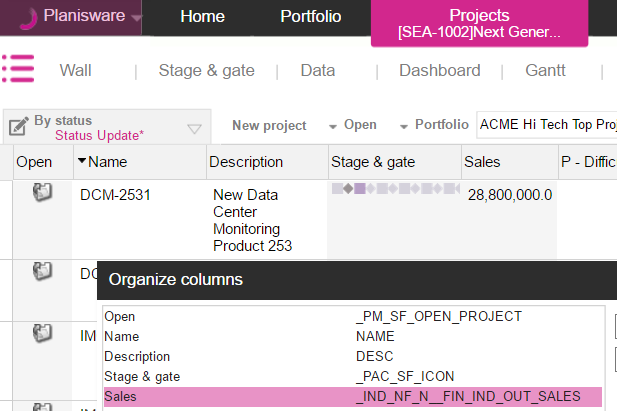 Planisware Home Portfolio Projects
[SEA-1002]Next Gener...
Wall Stage & gate Data Dashboard Gantt
By status
Status Update*
New project Open Portfolio ACME Hi Tech Top Proj
Open Name Description Stage & gate Sales P - Diffic
DCM-2531 New Data 28,800,000.0
Center
Monitoring
Product 253
DC
Organize columns
Open _PM_SF_OPEN_PROJECT
IM Name NAME
Description DESC
Stage & gate _PAC_SF_ICON
Sales _IND_NF_N__FIN_IND_OUT_SALES